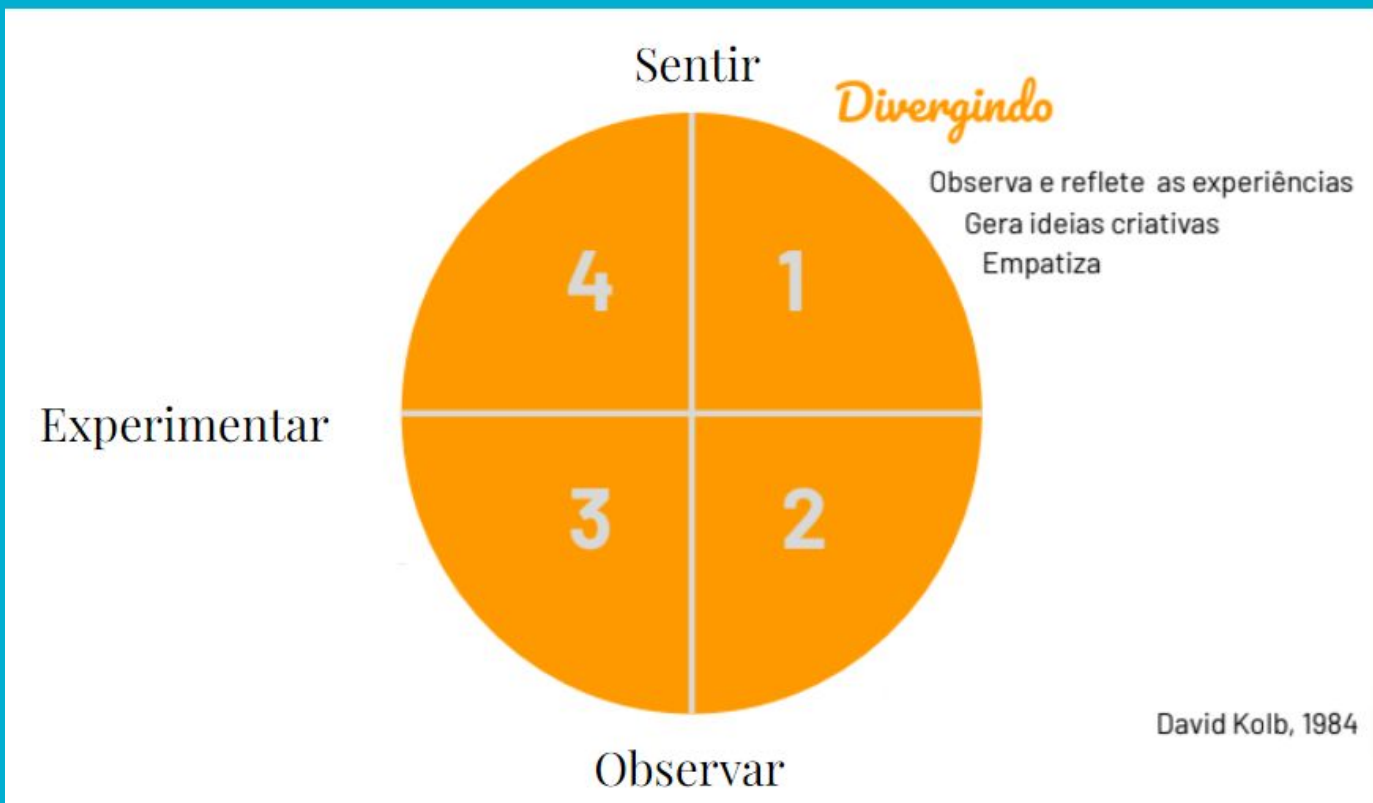 Sentir
Divergindo
Observa e reflete as experiências
Gera ideias criativas
Empatiza
4
1
Experimentar
3
2
David Kolb, 1984
Observar